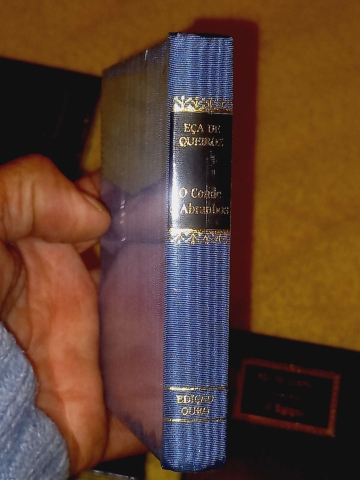 EÇA DE
QUEIROZ
O Conde
Abranhos
EDIÇÃO
OURO